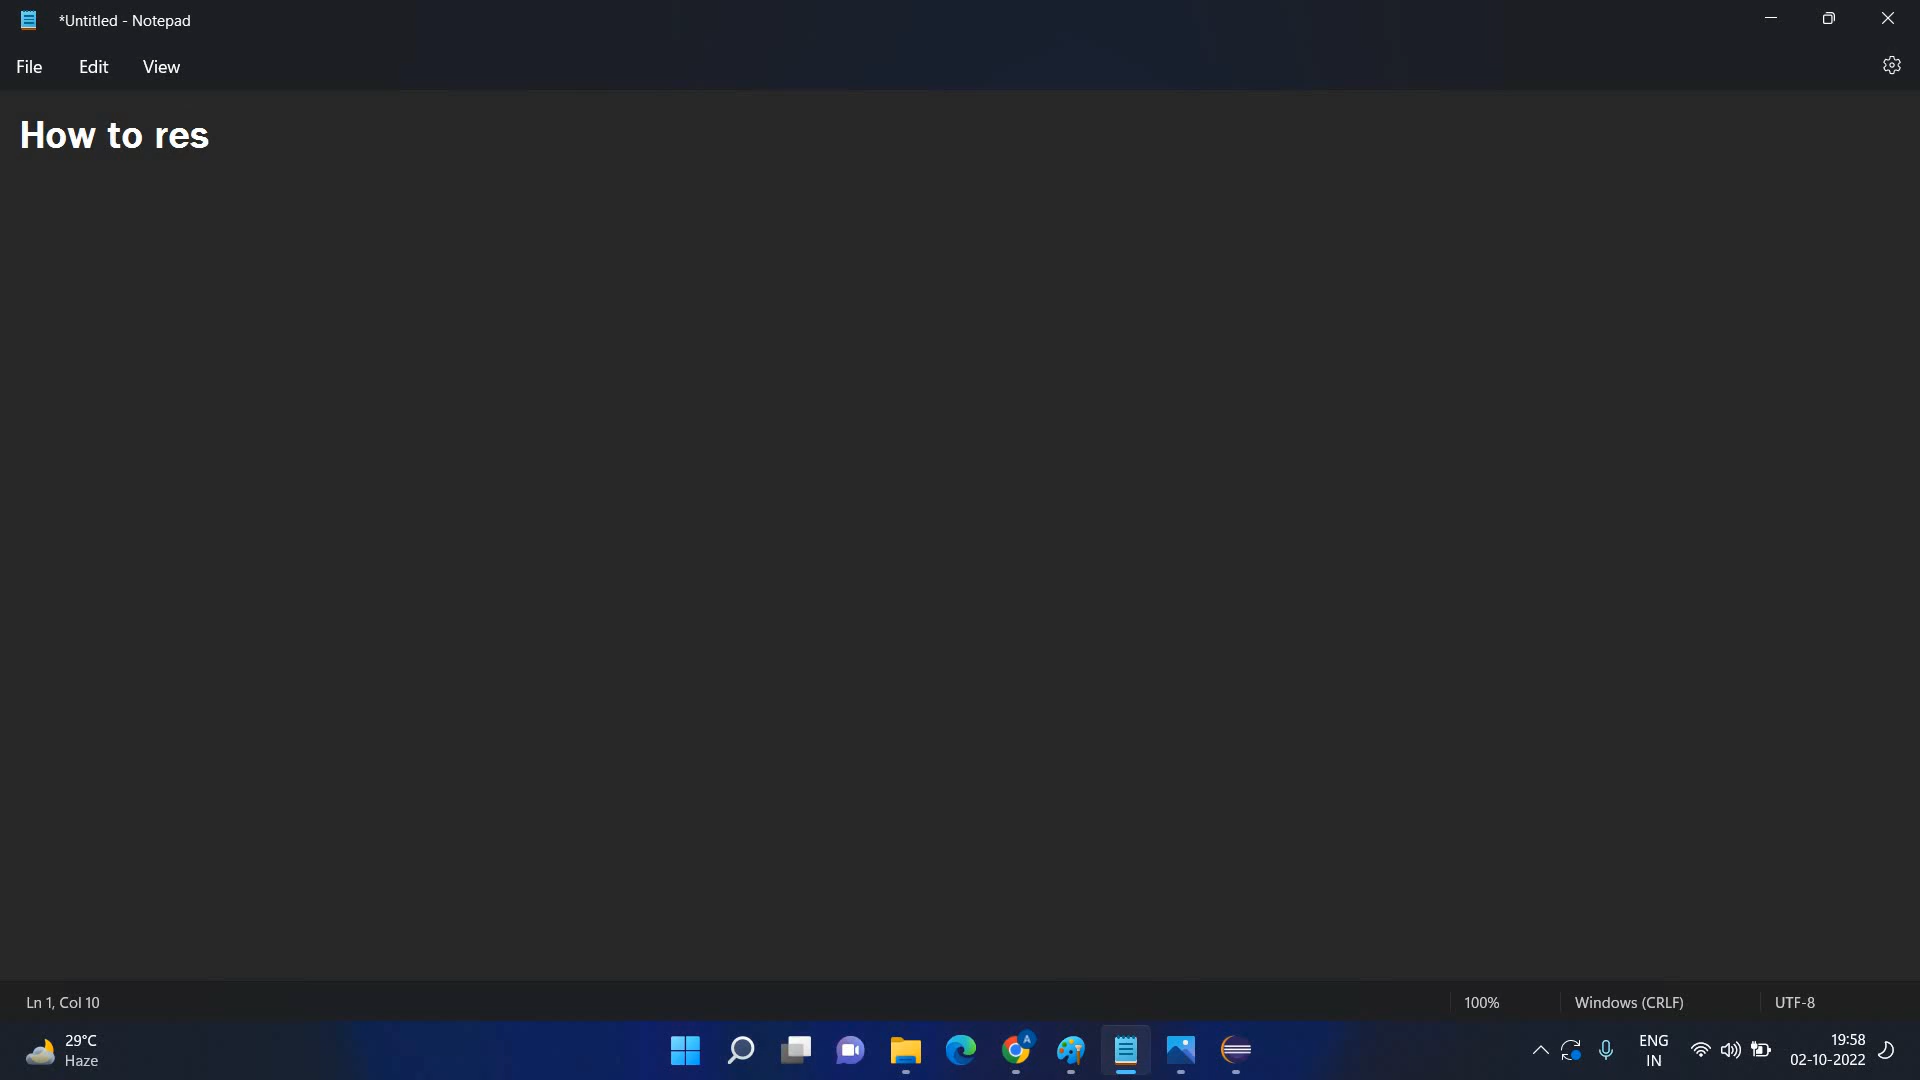 *Untitled - Notepad
File Edit View
How to res
Ln 1, Col 10 100% Windows (CRLF) UTF-8
29°C
Haze
A
ENG
IN
19:58
02-10-2022